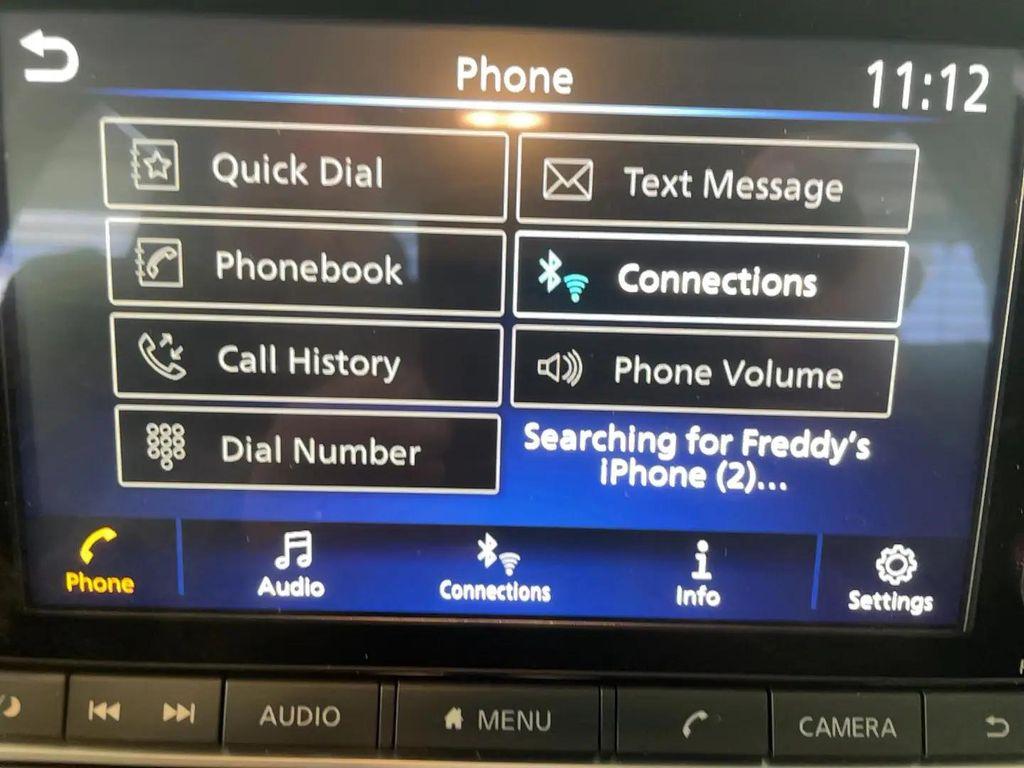 Phone
11:12
Quick Dial
Text Message
Phonebook
Connections
Call History
Phone Volume
Dial Number
Searching for Freddy's
iPhone (2)...
Phone
Audio
Connections
Info
Settings
AUDIO
MENU
CAMERA